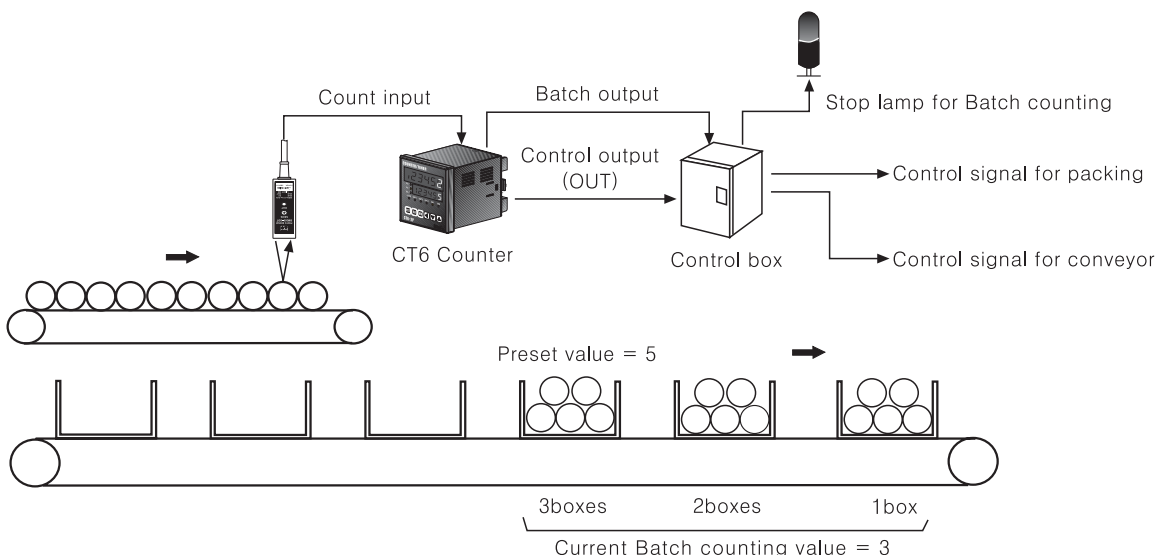 Count input
Batch output
Stop lamp for Batch counting
Control output
(OUT)
Control signal for packing
CT6 Counter
Control box
Control signal for conveyor
Preset value = 5
3boxes
2boxes
1box
Current Batch counting value = 3